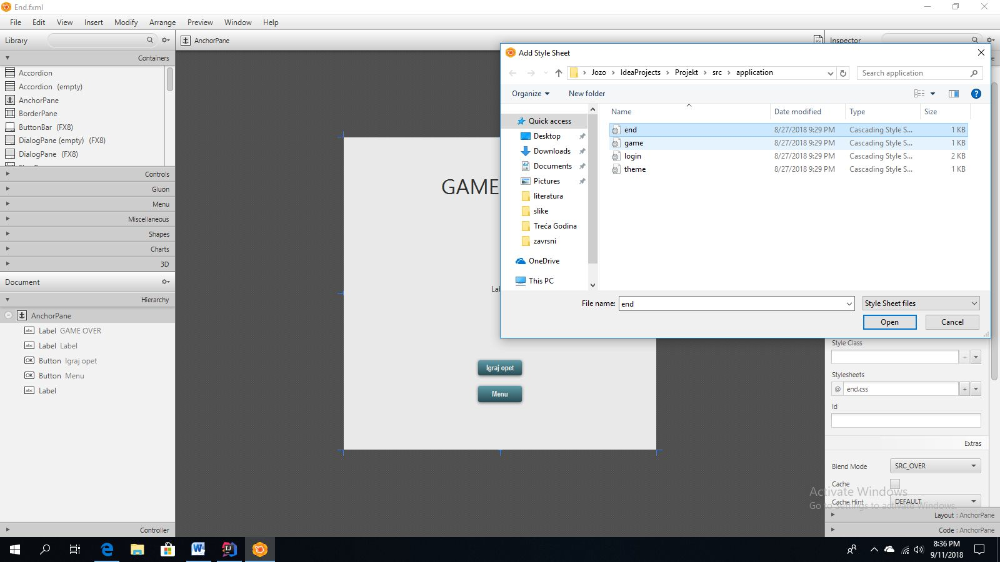 End.fxml
File Edit View Insert Modify Arrange Preview Window Help
Library
AnchorPane
Inspector
Containers
Accordion
Accordion (empty)
AnchorPane
BorderPane
ButtonBar (FX8)
DialogPane (empty) (FX8)
DialogPane (FX8)
Controls
Gluon
Menu
Miscellaneous
Shapes
Charts
3D
Document
Hierarchy
AnchorPane
abc Label GAME OVER
abc Label Label
OK Button Igraj opet
OK Button Menu
abc Label
Controller
GAME
Igraj opet
Menu
Add Style Sheet
Jozo > IdeaProjects > Projekt > src > application
Search application
Organize New folder
Quick access
Desktop
Downloads
Documents
Pictures
literatura
slike
Treća Godina
zavrsni
OneDrive
This PC
Name Date modified Type Size
end 8/27/2018 9:29 PM Cascading Style S... 1 KB
game 8/27/2018 9:29 PM Cascading Style S... 1 KB
login 8/27/2018 9:29 PM Cascading Style S... 2 KB
theme 8/27/2018 9:29 PM Cascading Style S... 1 KB
File name: end Style Sheet files
Open Cancel
Style Class
Stylesheets
@ end.css
Id
Extras
Blend Mode SRC_OVER
Cache
Cache Hint DEFAULT
Activate Windows
Go to Settings to activate Windows.
Layout : AnchorPane
Code : AnchorPane
8:36 PM
9/11/2018